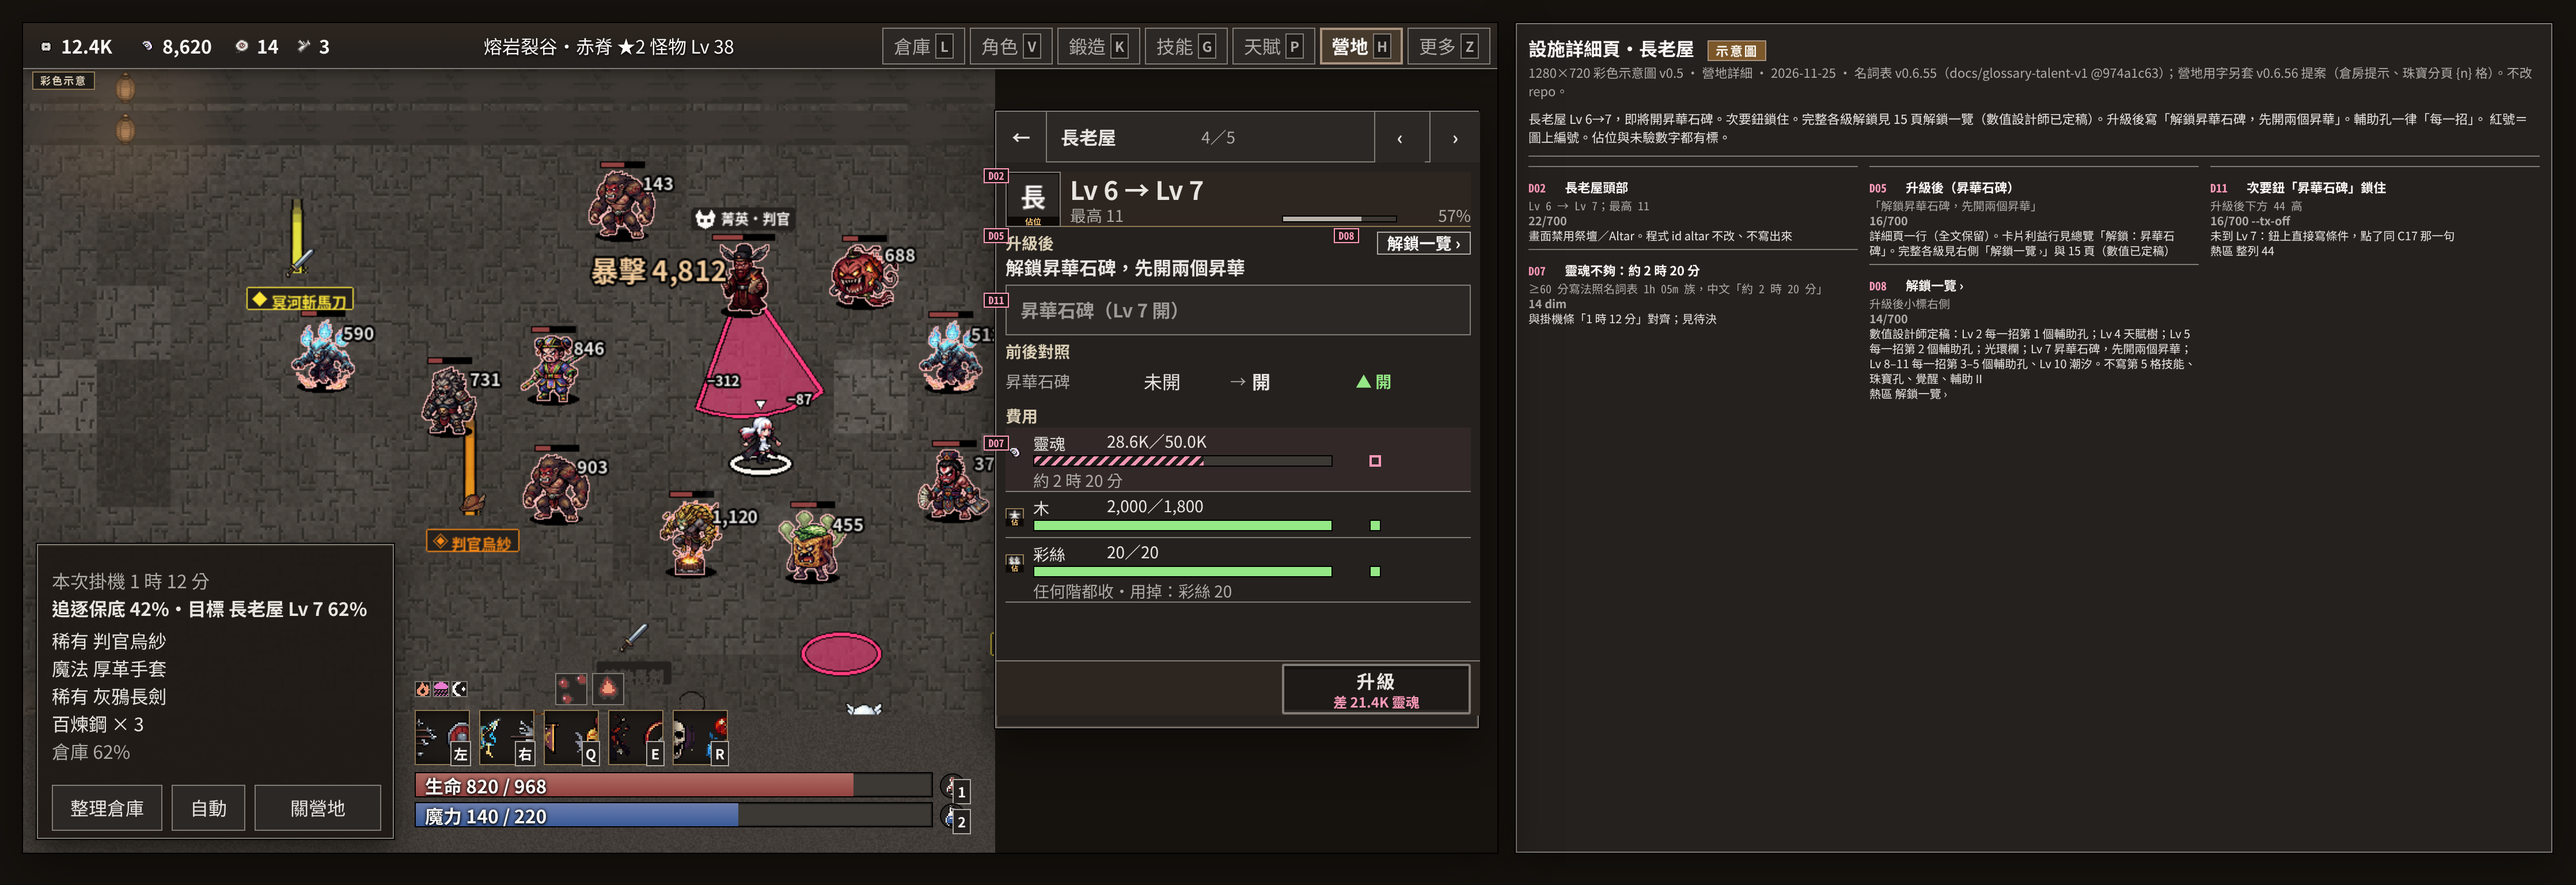 12.4K 8,620 14 3
熔岩裂谷・赤脊 ★2 怪物 Lv 38
倉庫 L 角色 V 鍛造 K 技能 G 天賦 P 營地 H 更多 Z
彩色示意
143
菁英・判官
暴擊 4,812
688
冥河斬馬刀
590
846
731
-312
-87
903
1,120
455
判官烏紗
本次掛機 1 時 12 分
追逐保底 42%・目標 長老屋 Lv 7 62%
稀有 判官烏紗
魔法 厚革手套
稀有 灰鴉長劍
百煉鋼 × 3
倉庫 62%
整理倉庫 自動 關營地
左 右 Q E R
生命 820 / 968 1
魔力 140 / 220 2
← 長老屋 4／5 ‹ ›
D02
長
佔位
Lv 6 → Lv 7
最高 11 57%
D05 升級後 D08 解鎖一覽 ›
解鎖昇華石碑，先開兩個昇華
D11 昇華石碑（Lv 7 開）
前後對照
昇華石碑 未開 → 開 ▲ 開
費用
D07 靈魂 28.6K／50.0K
約 2 時 20 分
木 2,000／1,800
彩絲 20／20
任何階都收・用掉：彩絲 20
升級
差 21.4K 靈魂
設施詳細頁・長老屋 示意圖
1280×720 彩色示意圖 v0.5 ・ 營地詳細 ・ 2026-11-25 ・ 名詞表 v0.6.55（docs/glossary-talent-v1 @974a1c63）；營地用字另套 v0.6.56 提案（倉房提示、珠寶分頁 {n} 格）。不改
repo。
長老屋 Lv 6→7，即將開昇華石碑。次要鈕鎖住。完整各級解鎖見 15 頁解鎖一覽（數值設計師已定稿）。升級後寫「解鎖昇華石碑，先開兩個昇華」。輔助孔一律「每一招」。 紅號＝
圖上編號。佔位與未驗數字都有標。
D02 長老屋頭部
Lv 6 → Lv 7；最高 11
22/700
畫面禁用祭壇／Altar。程式 id altar 不改、不寫出來
D07 靈魂不夠：約 2 時 20 分
≥60 分寫法照名詞表 1h 05m 族，中文「約 2 時 20 分」
14 dim
與掛機條「1 時 12 分」對齊；見待決
D05 升級後（昇華石碑）
「解鎖昇華石碑，先開兩個昇華」
16/700
詳細頁一行（全文保留）。卡片利益行見總覽「解鎖：昇華石
碑」。完整各級見右側「解鎖一覽 ›」與 15 頁（數值已定稿）
D08 解鎖一覽 ›
升級後小標右側
14/700
數值設計師定稿：Lv 2 每一招第 1 個輔助孔；Lv 4 天賦樹；Lv 5
每一招第 2 個輔助孔；光環欄；Lv 7 昇華石碑，先開兩個昇華；
Lv 8–11 每一招第 3–5 個輔助孔、Lv 10 潮汐。不寫第 5 格技能、
珠寶孔、覺醒、輔助 II
熱區 解鎖一覽 ›
D11 次要鈕「昇華石碑」鎖住
升級後下方 44 高
16/700 --tx-off
未到 Lv 7：鈕上直接寫條件，點了同 C17 那一句
熱區 整列 44